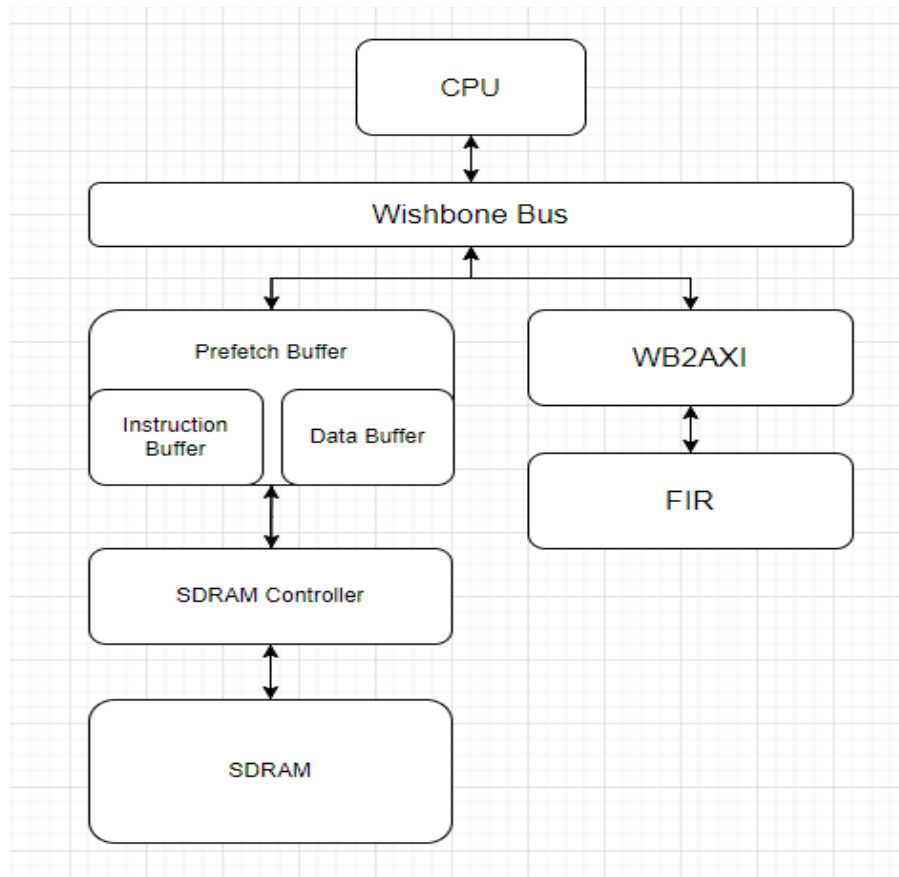 CPU
Wishbone Bus
Prefetch Buffer
WB2AXI
Instruction
Buffer
Data Buffer
FIR
SDRAM Controller
SDRAM